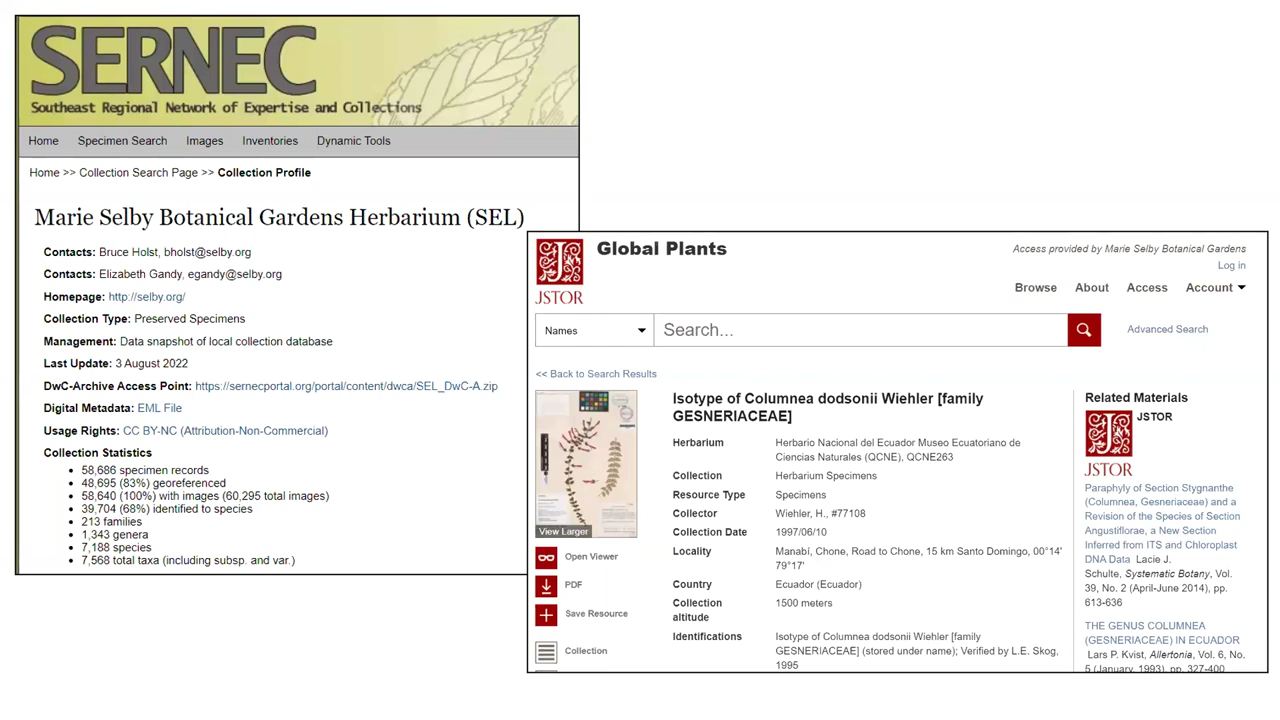 SERNEC
Southeast Regional Network of Expertise and Collections
Home Specimen Search Images Inventories Dynamic Tools
Home >> Collection Search Page >> Collection Profile
Marie Selby Botanical Gardens Herbarium (SEL)
Contacts: Bruce Holst, bholst@selby.org
Contacts: Elizabeth Gandy, egandy@selby.org
Homepage: http://selby.org/
Collection Type: Preserved Specimens
Management: Data snapshot of local collection database
Last Update: 3 August 2022
DwC-Archive Access Point: https://sernecportal.org/portal/content/dwca/SEL_DwC-A.zip
Digital Metadata: EML File
Usage Rights: CC BY-NC (Attribution-Non-Commercial)
Collection Statistics
• 58,686 specimen records
• 48,695 (83%) georeferenced
• 58,640 (100%) with images (60,295 total images)
• 39,704 (68%) identified to species
• 213 families
• 1,343 genera
• 7,188 species
• 7,568 total taxa (including subsp. and var.)
JSTOR
Global Plants
Access provided by Marie Selby Botanical Gardens
Log in
Browse About Access Account
Names
Search...
Advanced Search
<< Back to Search Results
View Larger
Open Viewer
PDF
Save Resource
Collection
Isotype of Columnea dodsonii Wiehler [family
GESNERIACEAE]
Herbarium Herbario Nacional del Ecuador Museo Ecuatoriano de
Ciencias Naturales (QCNE), QCNE263
Collection Herbarium Specimens
Resource Type Specimens
Collector Wiehler, H., #77108
Collection Date 1997/06/10
Locality Manabí, Chone, Road to Chone, 15 km Santo Domingo, 00°14'
79°17'
Country Ecuador (Ecuador)
Collection 1500 meters
altitude
Identifications Isotype of Columnea dodsonii Wiehler [family
GESNERIACEAE] (stored under name); Verified by L.E. Skog,
1995
Related Materials
JSTOR
JSTOR
Paraphyly of Section Stygnanthe
(Columnea, Gesneriaceae) and a
Revision of the Species of Section
Angustiflorae, a New Section
Inferred from ITS and Chloroplast
DNA Data Lacie J.
Schulte, Systematic Botany, Vol.
39, No. 2 (April-June 2014), pp.
613-636
THE GENUS COLUMNEA
(GESNERIACEAE) IN ECUADOR
Lars P. Kvist, Allertonia, Vol. 6, No.
5 (January, 1993), pp. 327-400